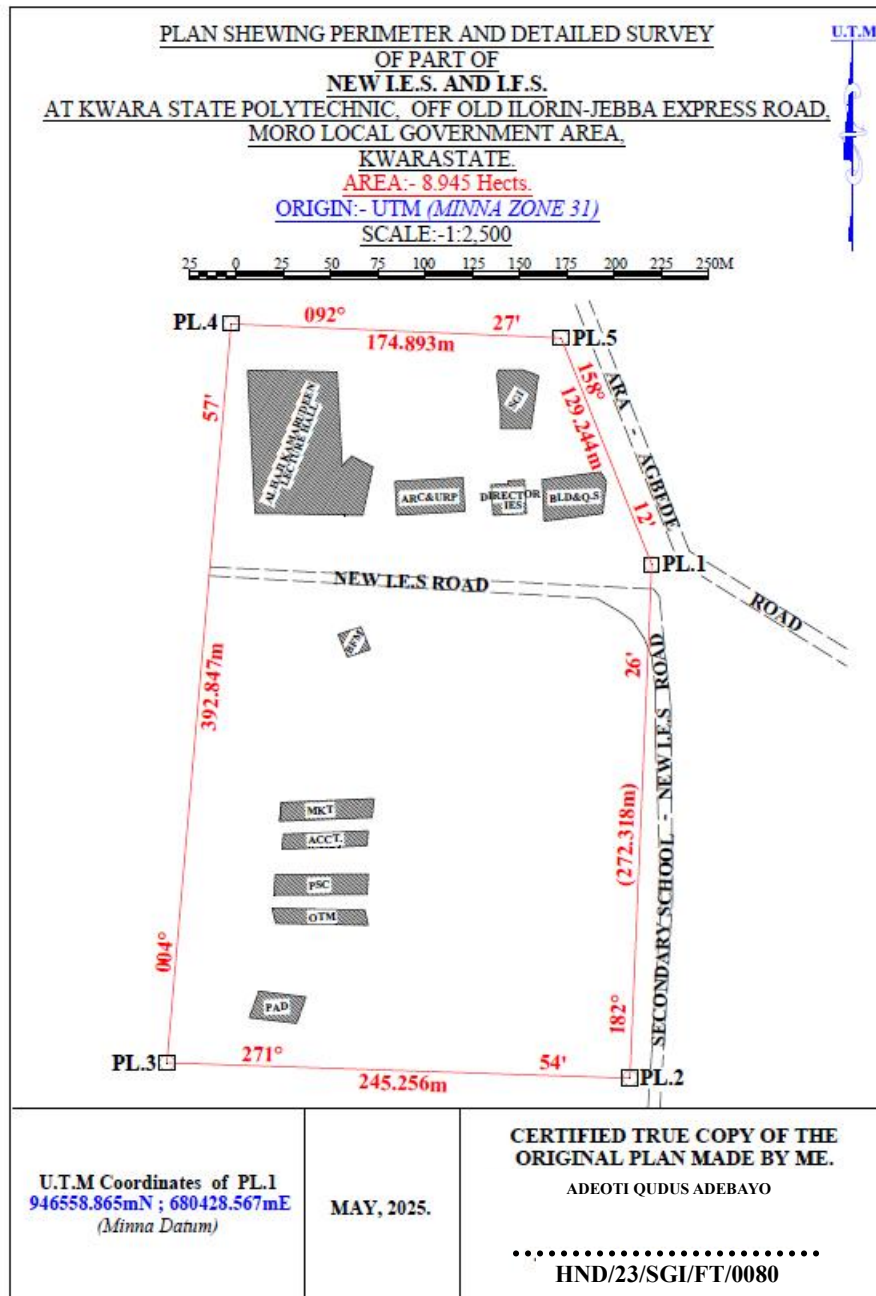 PLAN SHEWING PERIMETER AND DETAILED SURVEY
OF PART OF
NEW I.E.S. AND I.F.S.
AT KWARA STATE POLYTECHNIC, OFF OLD ILORIN-JEBBA EXPRESS ROAD,
MORO LOCAL GOVERNMENT AREA,
KWARASTATE.
AREA:- 8.945 Hects.
ORIGIN:- UTM (MINNA ZONE 31)
SCALE:-1:2,500
U.T.M
25 0 25 50 75 100 125 150 175 200 225 250M
PL.4
092°
27'
174.893m
PL.5
57'
158°
129.244m
12'
ARA - AGBEDE
ROAD
ALHAJI KAMARUDEEN
LECTURE HALL
SGI
ARC&URP
DIRECTOR
IES
BLD&Q.S
PL.1
NEW I.E.S ROAD
BFM
26'
392.847m
(272.318m)
SECONDARY SCHOOL - NEW I.E.S ROAD
MKT
ACCT.
PSC
OTM
004°
PAD
182°
PL.3
271°
54'
245.256m
PL.2
U.T.M Coordinates of PL.1
946558.865mN ; 680428.567mE
(Minna Datum)
MAY, 2025.
CERTIFIED TRUE COPY OF THE
ORIGINAL PLAN MADE BY ME.
ADEOTI QUDUS ADEBAYO
HND/23/SGI/FT/0080